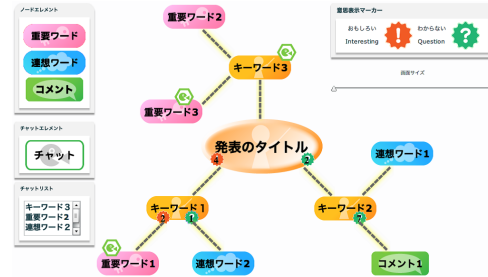 ノードエレメント
重要ワード
連想ワード
コメント
チャットエレメント
チャット
チャットリスト
キーワード3
重要ワード2
連想ワード2
重要ワード2
キーワード3
重要ワード3
発表のタイトル
4
2
連想ワード1
キーワード1
2
1
キーワード2
7
重要ワード1
連想ワード2
コメント1
意思表示マーカー
おもしろい
Interesting
!
わからない
Question
?
画面サイズ